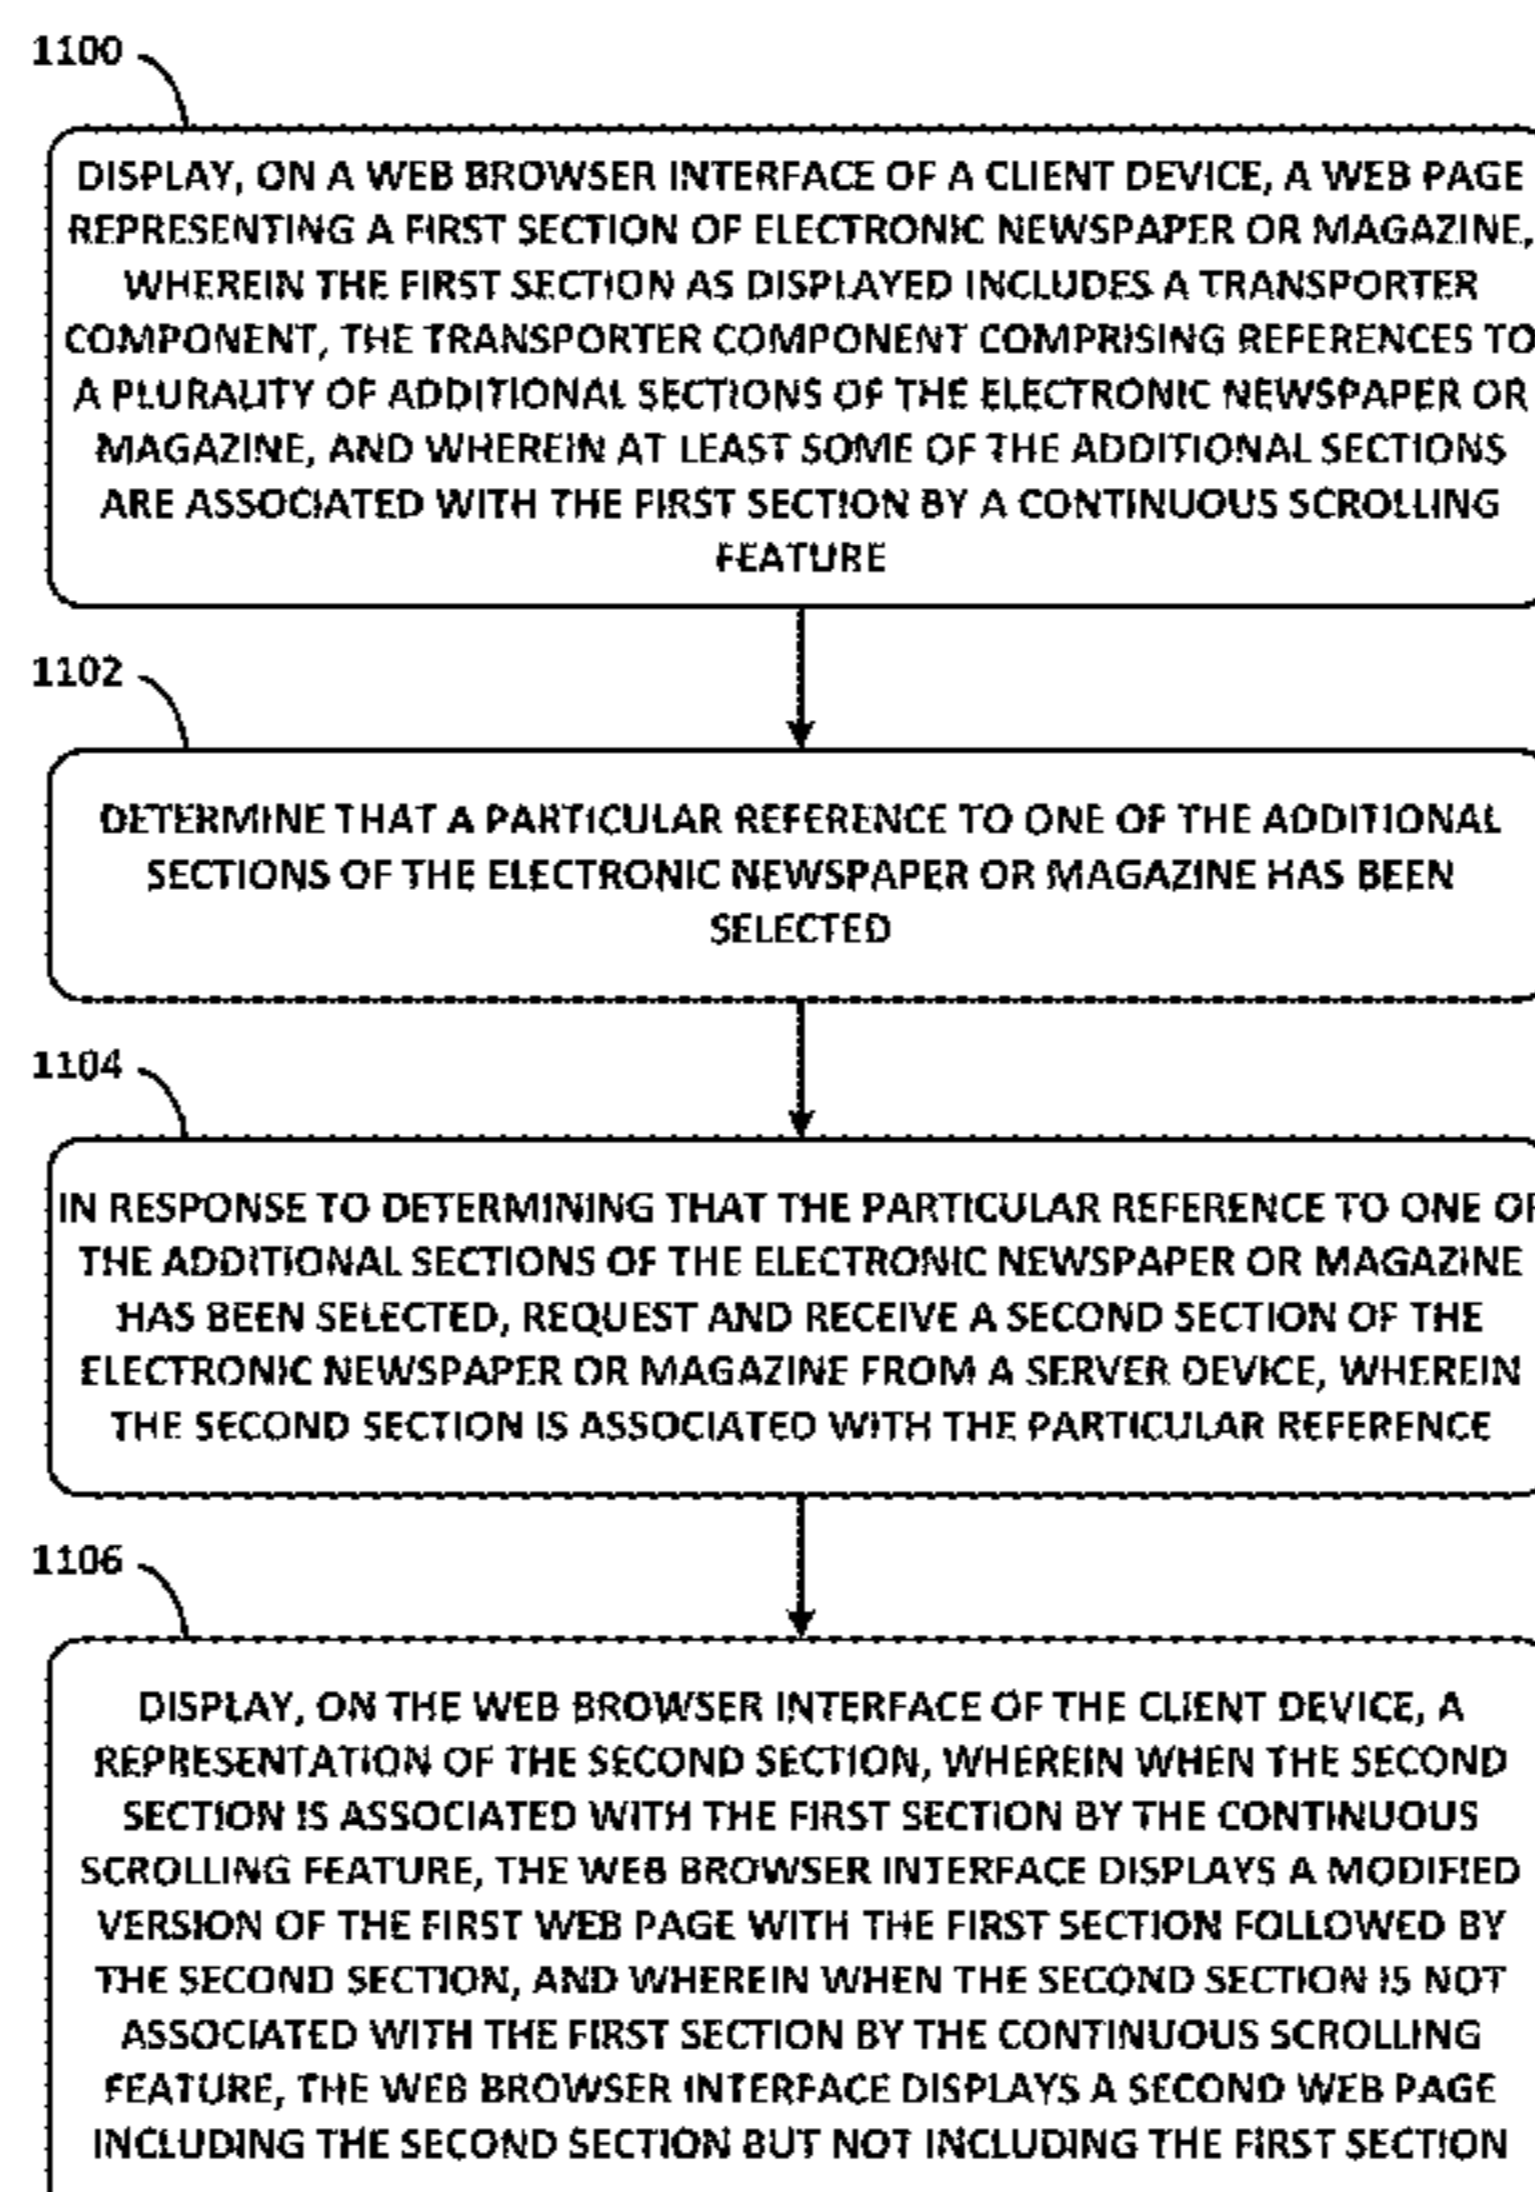 1100
DISPLAY, ON A WEB BROWSER INTERFACE OF A CLIENT DEVICE, A WEB PAGE
REPRESENTING A FIRST SECTION OF ELECTRONIC NEWSPAPER OR MAGAZINE,
WHEREIN THE FIRST SECTION AS DISPLAYED INCLUDES A TRANSPORTER
COMPONENT, THE TRANSPORTER COMPONENT COMPRISING REFERENCES TO
A PLURALITY OF ADDITIONAL SECTIONS OF THE ELECTRONIC NEWSPAPER OR
MAGAZINE, AND WHEREIN AT LEAST SOME OF THE ADDITIONAL SECTIONS
ARE ASSOCIATED WITH THE FIRST SECTION BY A CONTINUOUS SCROLLING
FEATURE
1102
DETERMINE THAT A PARTICULAR REFERENCE TO ONE OF THE ADDITIONAL
SECTIONS OF THE ELECTRONIC NEWSPAPER OR MAGAZINE HAS BEEN
SELECTED
1104
IN RESPONSE TO DETERMINING THAT THE PARTICULAR REFERENCE TO ONE OF
THE ADDITIONAL SECTIONS OF THE ELECTRONIC NEWSPAPER OR MAGAZINE
HAS BEEN SELECTED, REQUEST AND RECEIVE A SECOND SECTION OF THE
ELECTRONIC NEWSPAPER OR MAGAZINE FROM A SERVER DEVICE, WHEREIN
THE SECOND SECTION IS ASSOCIATED WITH THE PARTICULAR REFERENCE
1106
DISPLAY, ON THE WEB BROWSER INTERFACE OF THE CLIENT DEVICE, A
REPRESENTATION OF THE SECOND SECTION, WHEREIN WHEN THE SECOND
SECTION IS ASSOCIATED WITH THE FIRST SECTION BY THE CONTINUOUS
SCROLLING FEATURE, THE WEB BROWSER INTERFACE DISPLAYS A MODIFIED
VERSION OF THE FIRST WEB PAGE WITH THE FIRST SECTION FOLLOWED BY
THE SECOND SECTION, AND WHEREIN WHEN THE SECOND SECTION IS NOT
ASSOCIATED WITH THE FIRST SECTION BY THE CONTINUOUS SCROLLING
FEATURE, THE WEB BROWSER INTERFACE DISPLAYS A SECOND WEB PAGE
INCLUDING THE SECOND SECTION BUT NOT INCLUDING THE FIRST SECTION